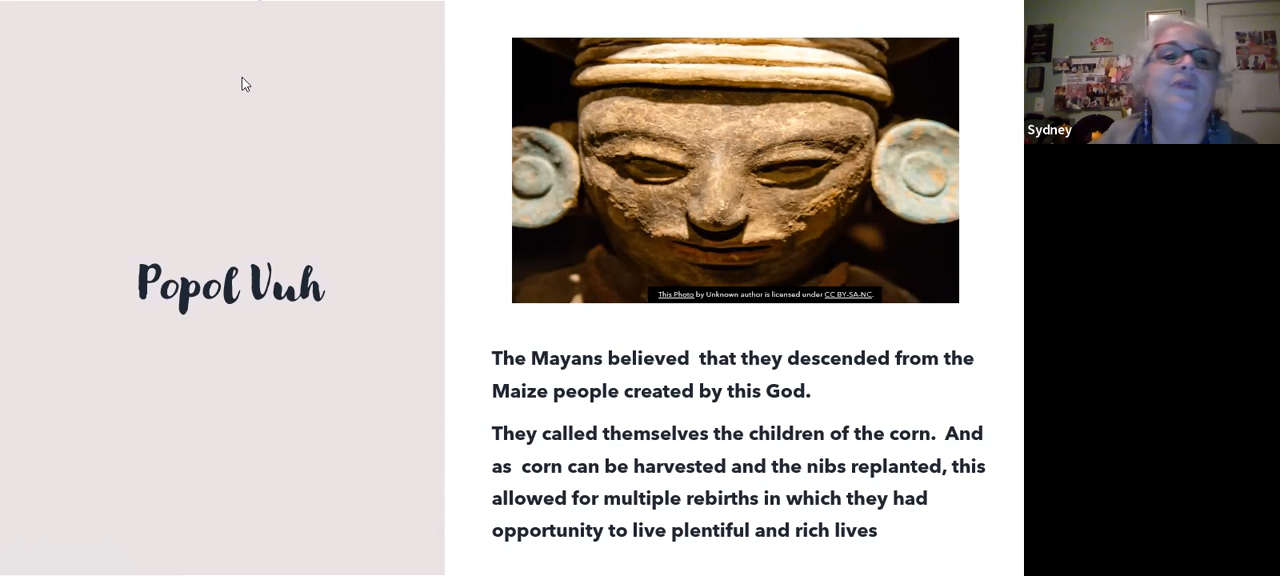 Popol Vuh
This Photo by Unknown author is licensed under CC BY-SA-NC.
The Mayans believed that they descended from the
Maize people created by this God.
They called themselves the children of the corn. And
as corn can be harvested and the nibs replanted, this
allowed for multiple rebirths in which they had
opportunity to live plentiful and rich lives
Sydney